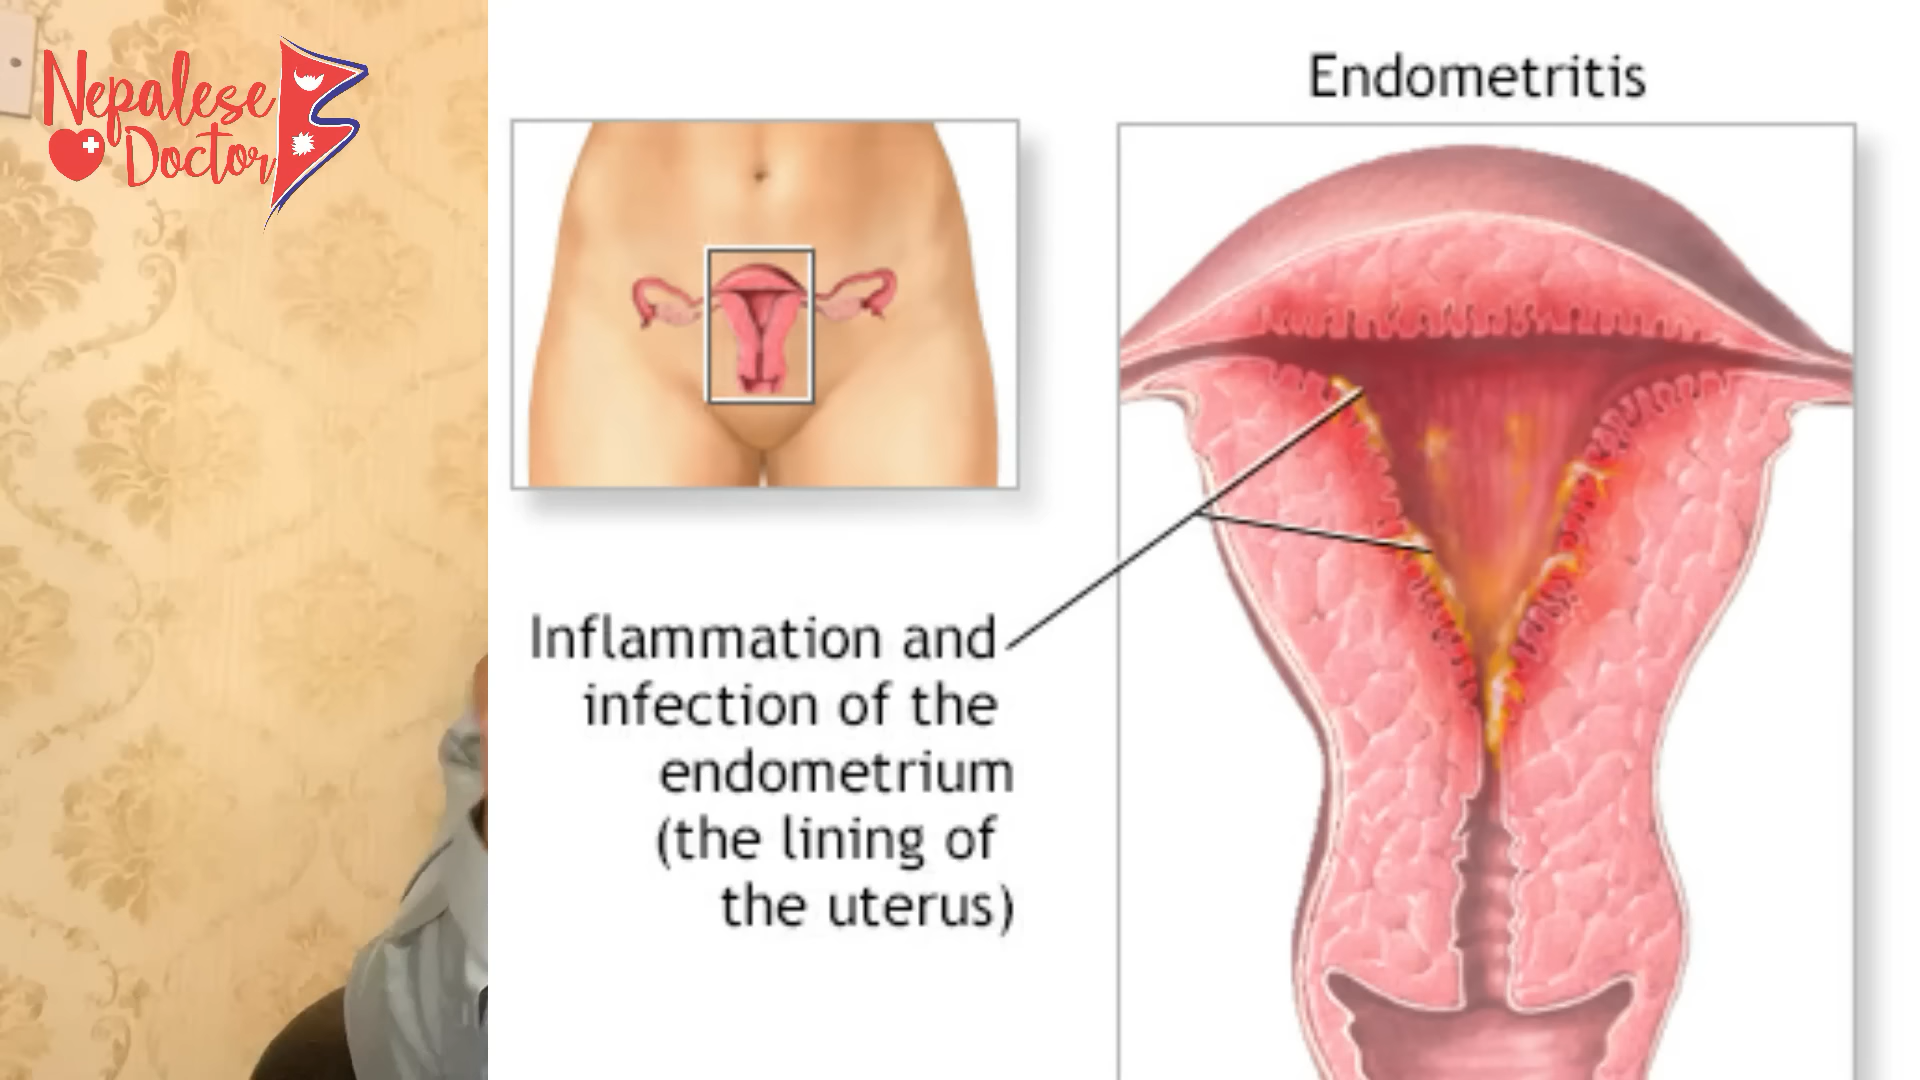 Nepalese
Doctor
Endometritis
Inflammation and
infection of the
endometrium
(the lining of
the uterus)